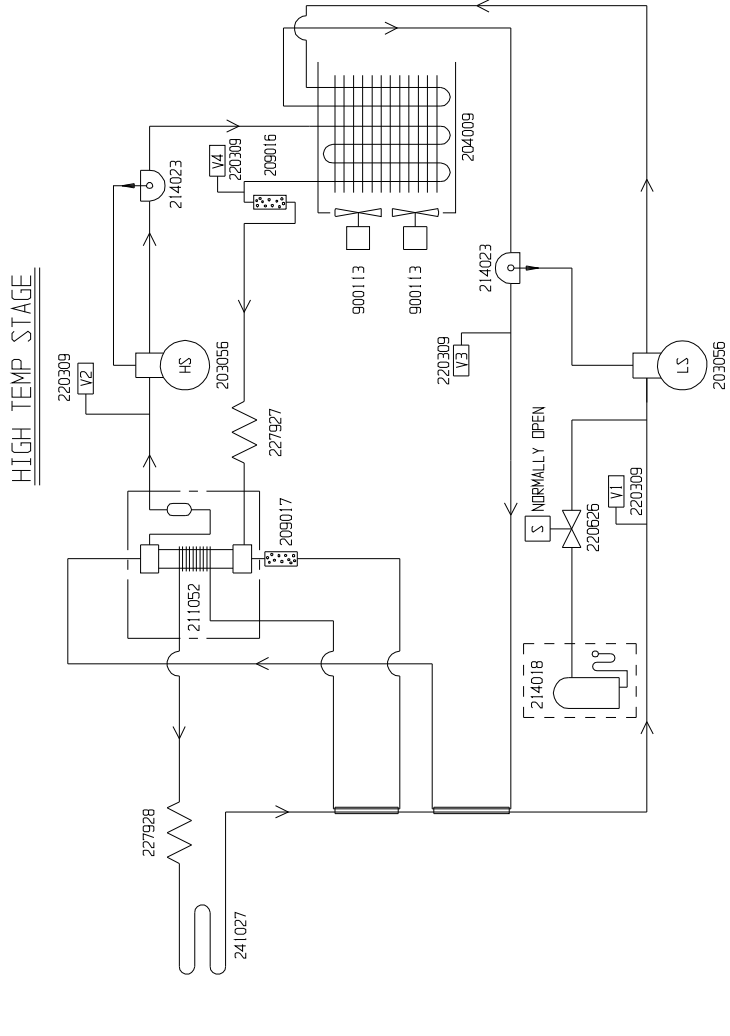 HIGH TEMP STAGE
220309
V2
HS
203056
214023
V4
220309
209016
204009
900113
900113
227927
209017
211052
214023
220309
V3
NORMALLY OPEN
S
220626
V1
220309
LS
203056
214018
227928
241027